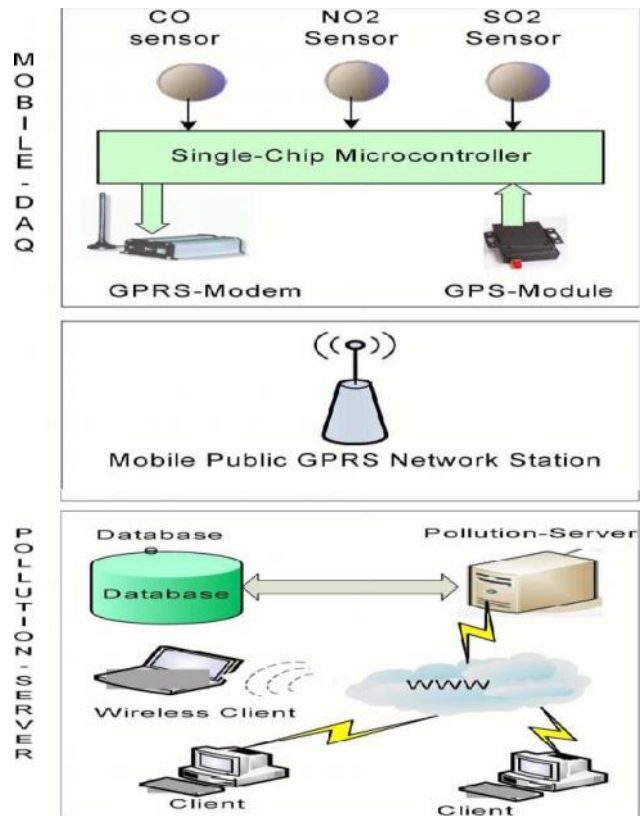 MOBILE-DAQ
CO
sensor
NO2
Sensor
SO2
Sensor
Single-Chip Microcontroller
GPRS-Modem
GPS-Module
Mobile Public GPRS Network Station
POLLUTION-SERVER
Database
Pollution-Server
Database
WWW
Wireless Client
Client
Client